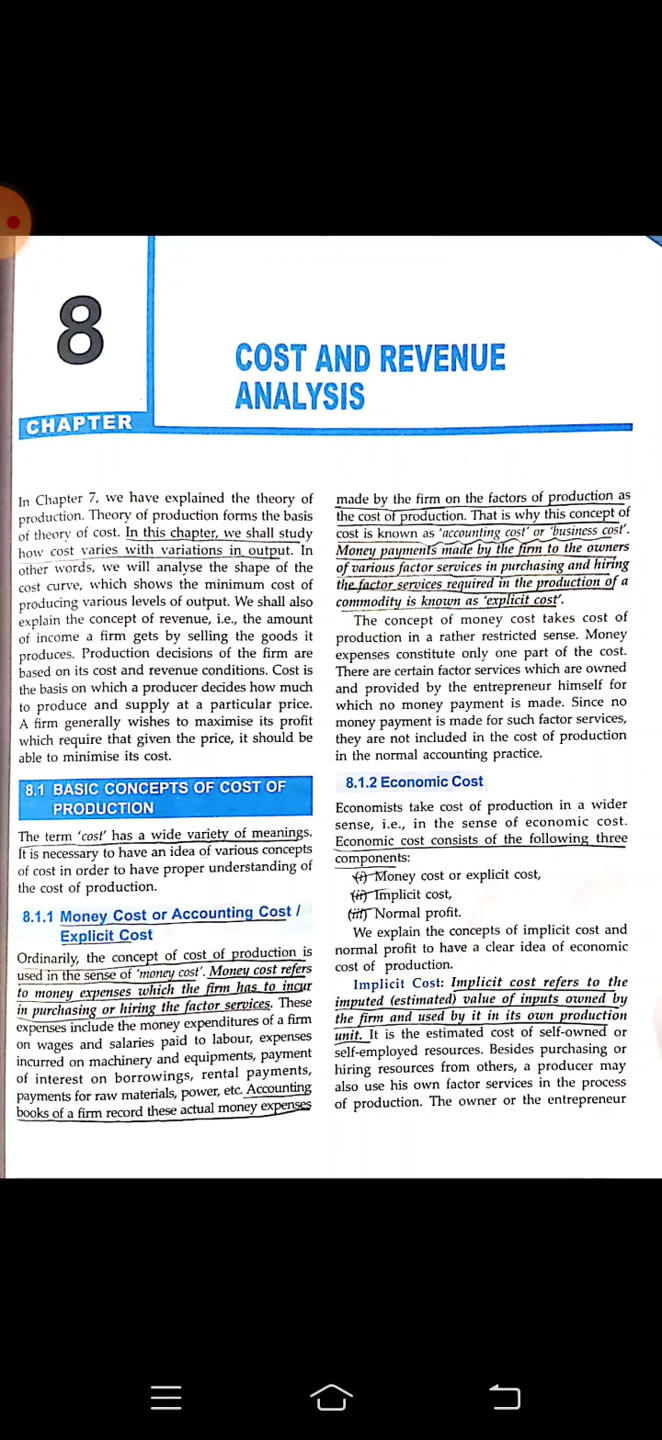 8
CHAPTER
COST AND REVENUE
ANALYSIS
In Chapter 7, we have explained the theory of
production. Theory of production forms the basis
of theory of cost. In this chapter, we shall study
how cost varies with variations in output. In
other words, we will analyse the shape of the
cost curve, which shows the minimum cost of
producing various levels of output. We shall also
explain the concept of revenue, i.e., the amount
of income a firm gets by selling the goods it
produces. Production decisions of the firm are
based on its cost and revenue conditions. Cost is
the basis on which a producer decides how much
to produce and supply at a particular price.
A firm generally wishes to maximise its profit
which require that given the price, it should be
able to minimise its cost.
8.1 BASIC CONCEPTS OF COST OF
PRODUCTION
The term 'cost' has a wide variety of meanings.
It is necessary to have an idea of various concepts
of cost in order to have proper understanding of
the cost of production.
8.1.1 Money Cost or Accounting Cost /
Explicit Cost
Ordinarily, the concept of cost of production is
used in the sense of 'money cost'. Money cost refers
to money expenses which the firm has to incur
in purchasing or hiring the factor services. These
expenses include the money expenditures of a firm
on wages and salaries paid to labour, expenses
incurred on machinery and equipments, payment
of interest on borrowings, rental payments,
payments for raw materials, power, etc. Accounting
books of a firm record these actual money expenses
made by the firm on the factors of production as
the cost of production. That is why this concept of
cost is known as 'accounting cost' or 'business cost'.
Money payments made by the firm to the owners
of various factor services in purchasing and hiring
the factor services required in the production of a
commodity is known as 'explicit cost'.
The concept of money cost takes cost of
production in a rather restricted sense. Money
expenses constitute only one part of the cost.
There are certain factor services which are owned
and provided by the entrepreneur himself for
which no money payment is made. Since no
money payment is made for such factor services,
they are not included in the cost of production
in the normal accounting practice.
8.1.2 Economic Cost
Economists take cost of production in a wider
sense, i.e., in the sense of economic cost.
Economic cost consists of the following three
components:
(i) Money cost or explicit cost,
(ii) Implicit cost,
(iii) Normal profit.
We explain the concepts of implicit cost and
normal profit to have a clear idea of economic
cost of production.
Implicit Cost: Implicit cost refers to the
imputed (estimated) value of inputs owned by
the firm and used by it in its own production
unit. It is the estimated cost of self-owned or
self-employed resources. Besides purchasing or
hiring resources from others, a producer may
also use his own factor services in the process
of production. The owner or the entrepreneur